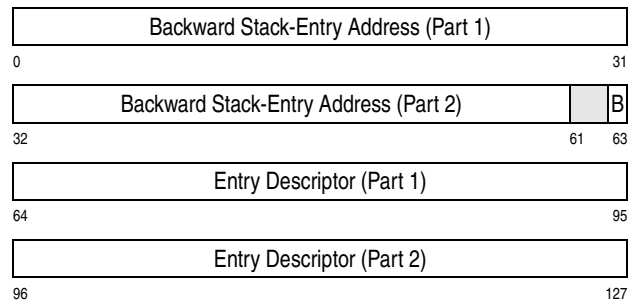 Backward Stack-Entry Address (Part 1)
0 31
Backward Stack-Entry Address (Part 2) B
32 61 63
Entry Descriptor (Part 1)
64 95
Entry Descriptor (Part 2)
96 127